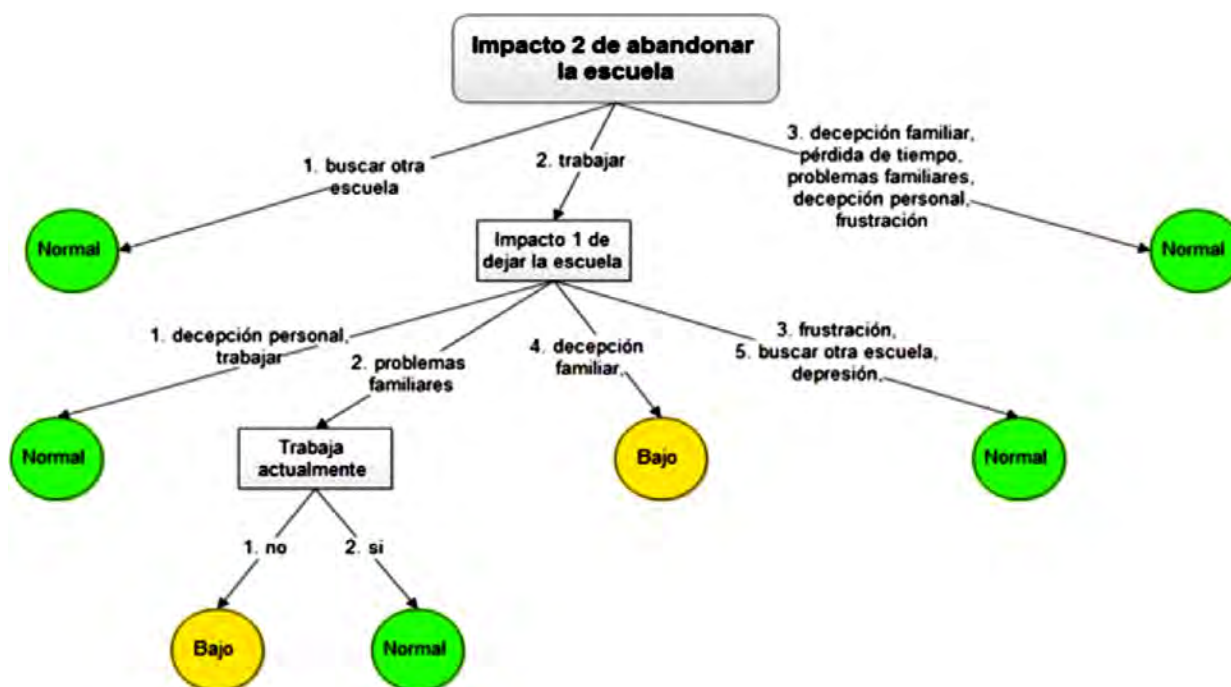 Impacto 2 de abandonar
la escuela
1. buscar otra
escuela
2. trabajar
3. decepción familiar,
pérdida de tiempo,
problemas familiares,
decepción personal,
frustración
Normal
Impacto 1 de
dejar la escuela
Normal
1. decepción personal,
trabajar
2. problemas
familiares
4. decepción
familiar,
3. frustración,
5. buscar otra escuela,
depresión,
Normal
Trabaja
actualmente
Bajo
Normal
1. no
2. si
Bajo
Normal